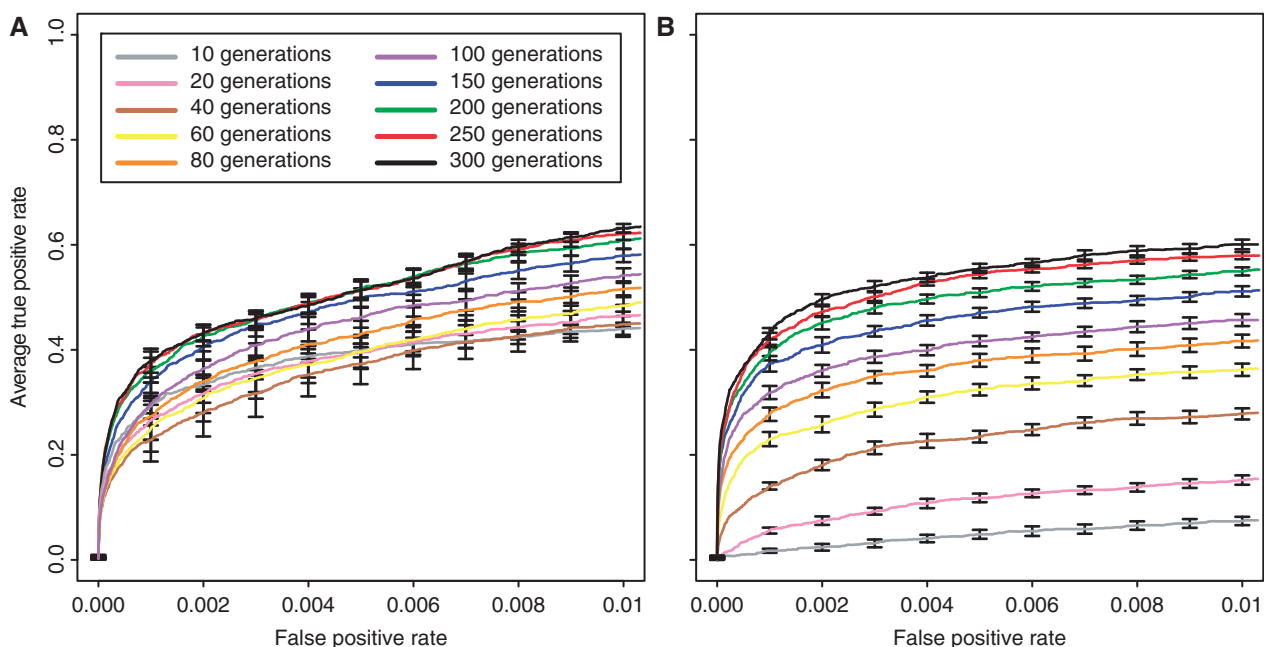 A
B
1.0
0.8
0.6
0.4
0.2
0.0
Average true positive rate
10 generations
20 generations
40 generations
60 generations
80 generations
100 generations
150 generations
200 generations
250 generations
300 generations
0.000 0.002 0.004 0.006 0.008 0.01
False positive rate
0.000 0.002 0.004 0.006 0.008 0.01
False positive rate